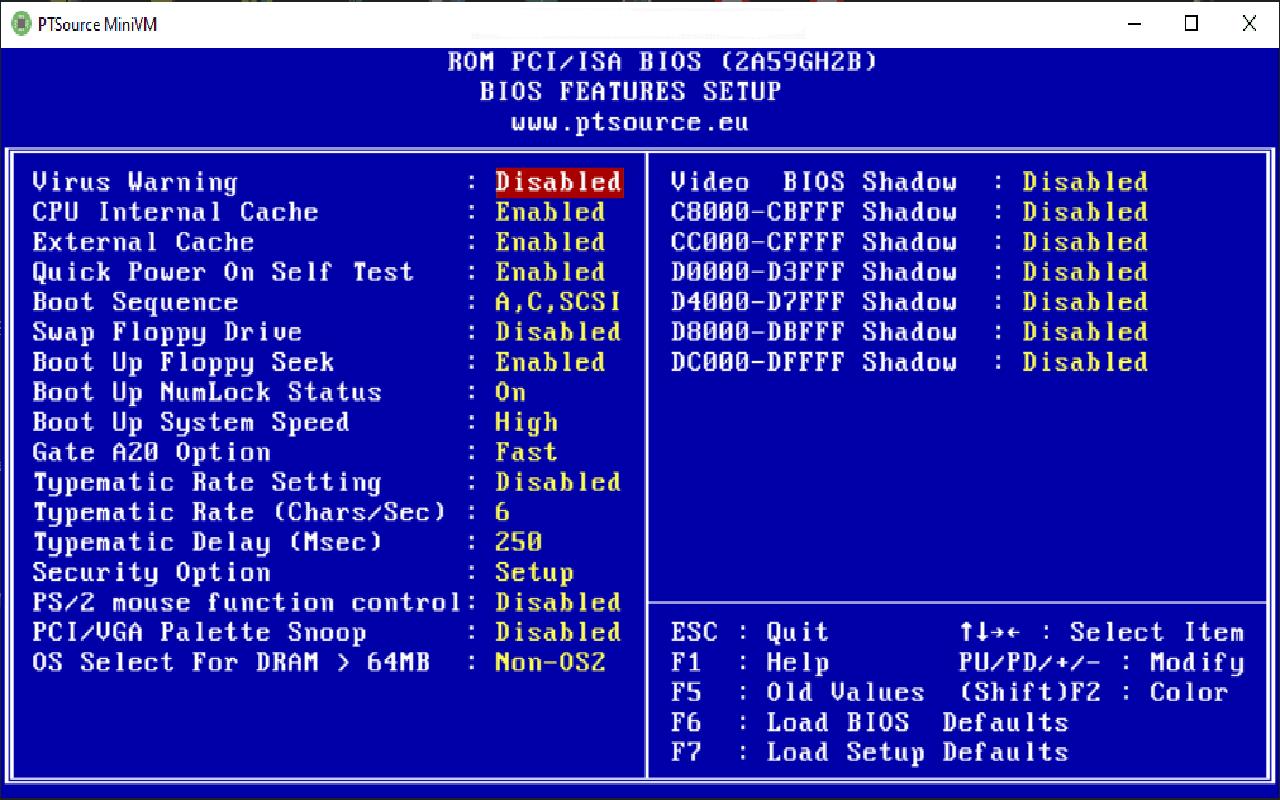 PTSource MiniVM
ROM PCI/ISA BIOS (2A59GH2B)
BIOS FEATURES SETUP
www.ptsource.eu
Virus Warning : Disabled
CPU Internal Cache : Enabled
External Cache : Enabled
Quick Power On Self Test : Enabled
Boot Sequence : A,C,SCSI
Swap Floppy Drive : Disabled
Boot Up Floppy Seek : Enabled
Boot Up NumLock Status : On
Boot Up System Speed : High
Gate A20 Option : Fast
Typematic Rate Setting : Disabled
Typematic Rate (Chars/Sec) : 6
Typematic Delay (Msec) : 250
Security Option : Setup
PS/2 mouse function control: Disabled
PCI/VGA Palette Snoop : Disabled
OS Select For DRAM > 64MB : Non-OS2
Video BIOS Shadow : Disabled
C8000-CBFFF Shadow : Disabled
CC000-CFFFF Shadow : Disabled
D0000-D3FFF Shadow : Disabled
D4000-D7FFF Shadow : Disabled
D8000-DBFFF Shadow : Disabled
DC000-DFFFF Shadow : Disabled
ESC : Quit ↑↓→← : Select Item
F1 : Help PU/PD/+/- : Modify
F5 : Old Values (Shift)F2 : Color
F6 : Load BIOS Defaults
F7 : Load Setup Defaults